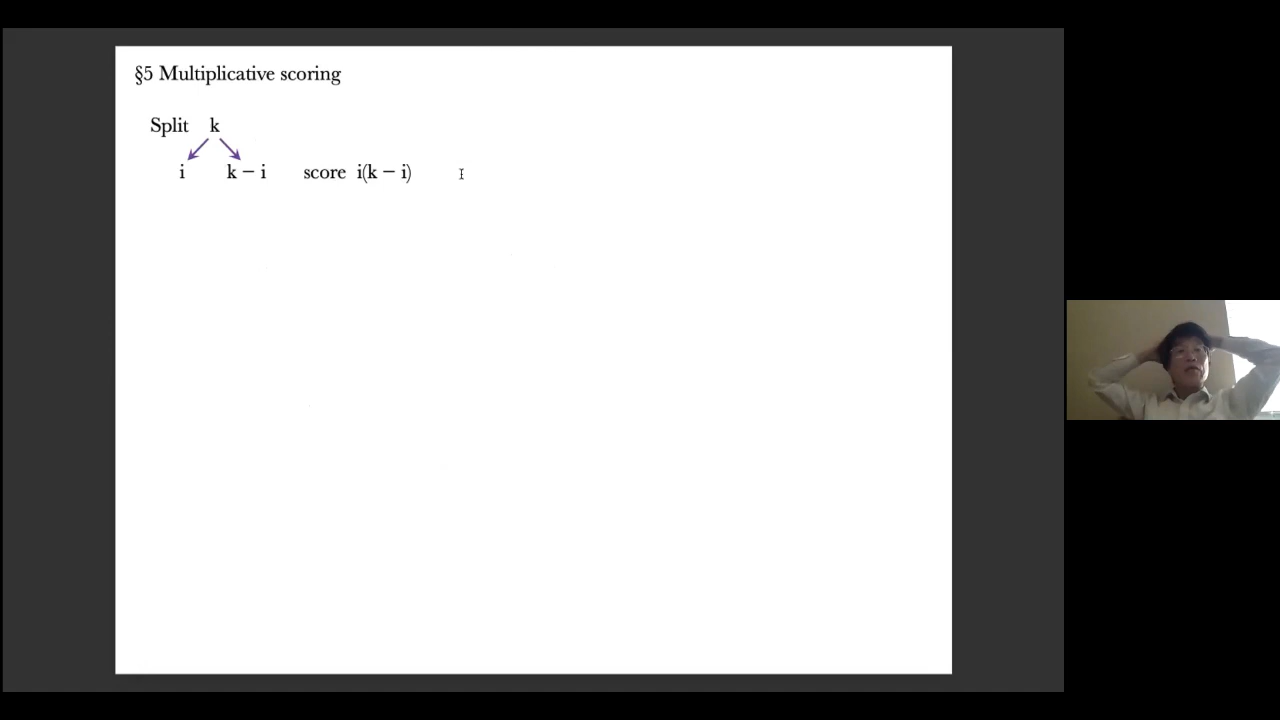 §5 Multiplicative scoring
Split k
i k − i score i(k − i)